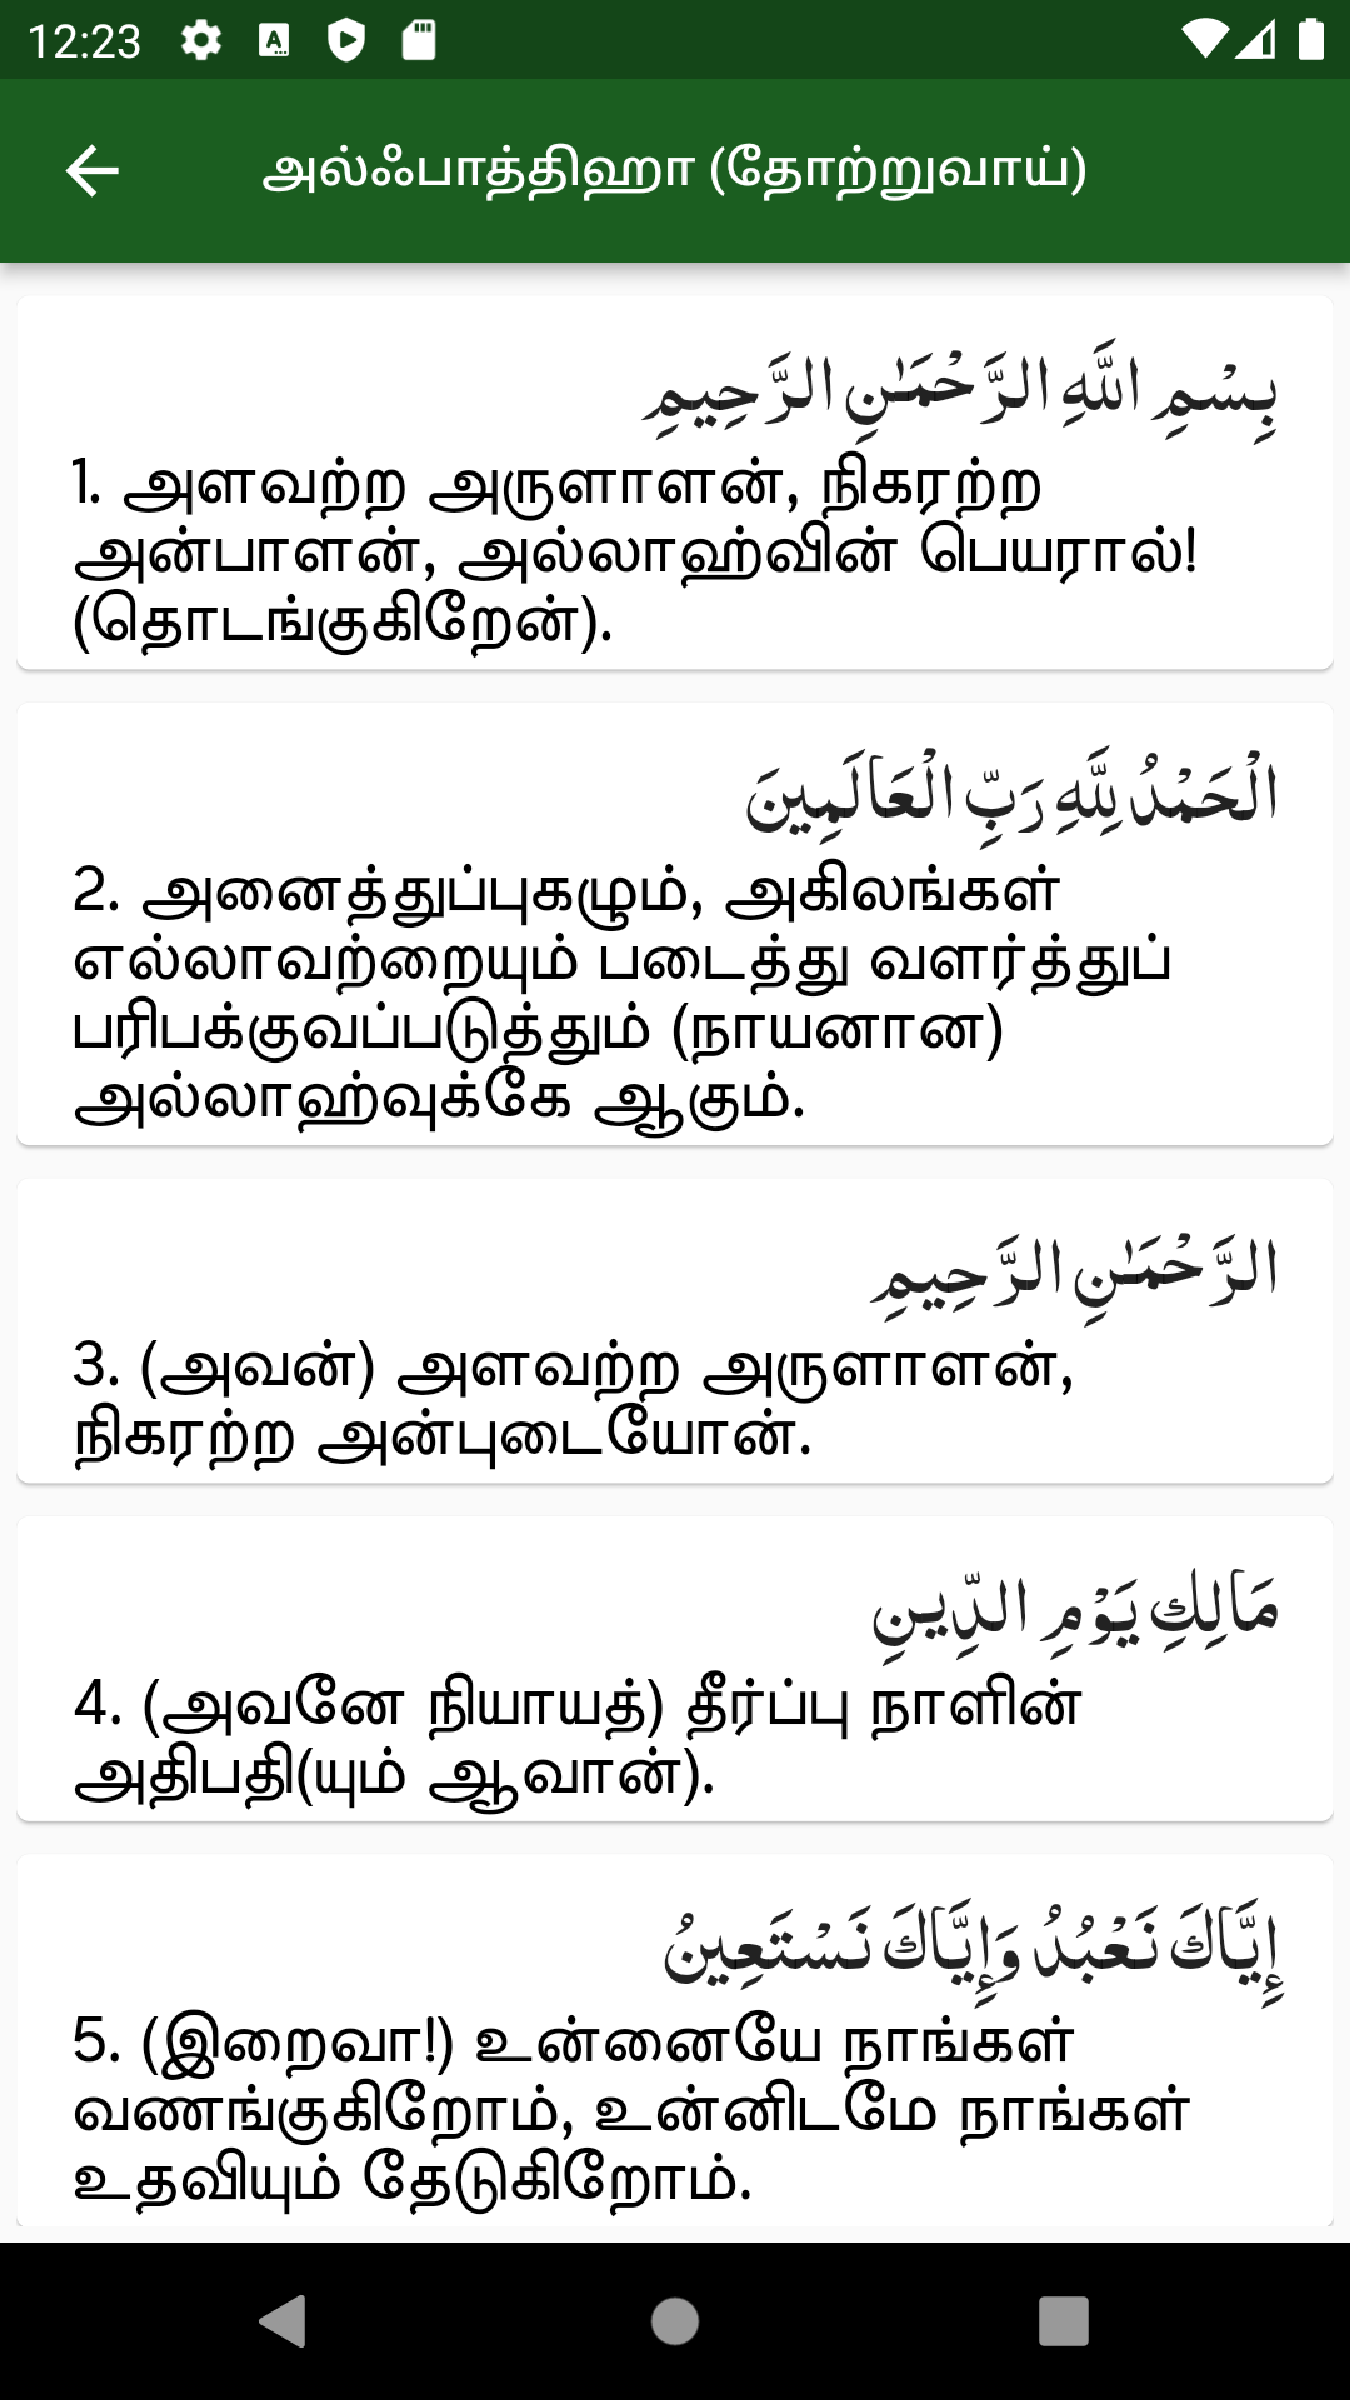 12:23
அல்ஃபாத்திஹா (தோற்றுவாய்)
بِسْمِ اللَّهِ الرَّحْمَٰنِ الرَّحِيمِ
1. அளவற்ற அருளாளன், நிகரற்ற
அன்பாளன், அல்லாஹ்வின் பெயரால்!
(தொடங்குகிறேன்).
الْحَمْدُ لِلَّهِ رَبِّ الْعَالَمِينَ
2. அனைத்துப்புகழும், அகிலங்கள்
எல்லாவற்றையும் படைத்து வளர்த்துப்
பரிபக்குவப்படுத்தும் (நாயனான)
அல்லாஹ்வுக்கே ஆகும்.
الرَّحْمَٰنِ الرَّحِيمِ
3. (அவன்) அளவற்ற அருளாளன்,
நிகரற்ற அன்புடையோன்.
مَالِكِ يَوْمِ الدِّينِ
4. (அவனே நியாயத்) தீர்ப்பு நாளின்
அதிபதி(யும் ஆவான்).
إِيَّاكَ نَعْبُدُ وَإِيَّاكَ نَسْتَعِينُ
5. (இறைவா!) உன்னையே நாங்கள்
வணங்குகிறோம், உன்னிடமே நாங்கள்
உதவியும் தேடுகிறோம்.